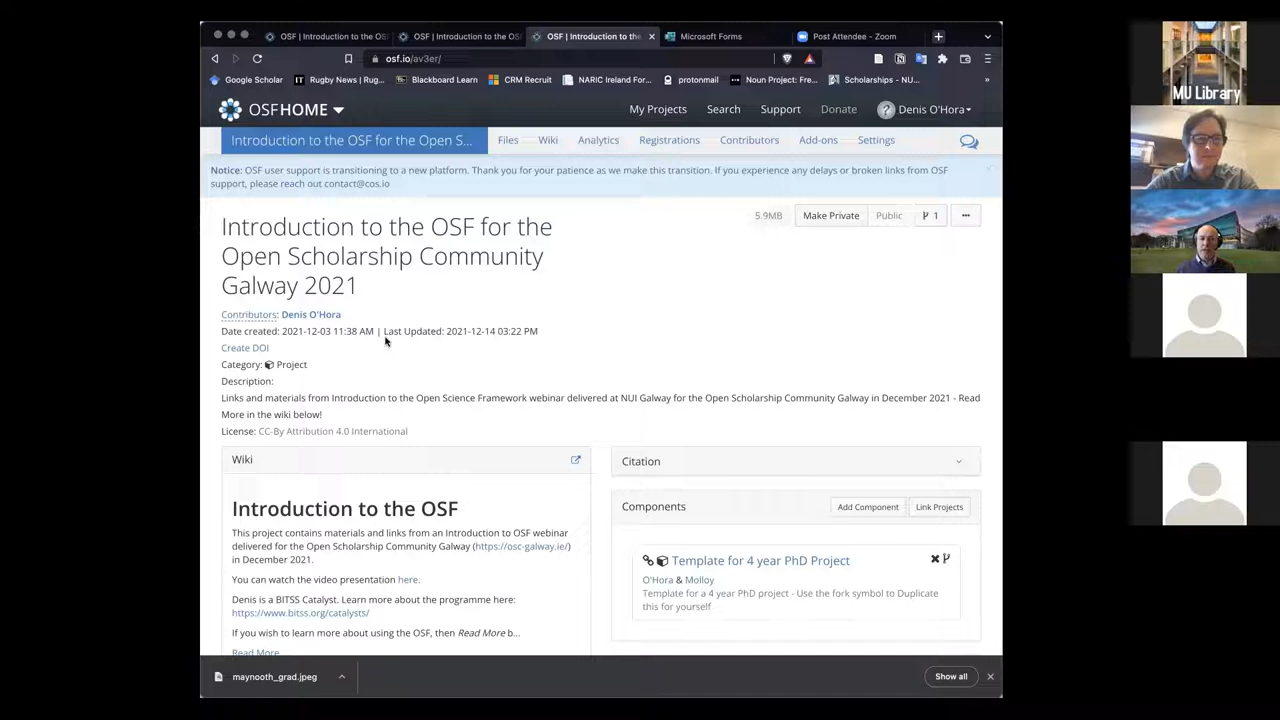 OSF | Introduction to the OSF
OSF | Introduction to the OSF
OSF | Introduction to the
Microsoft Forms
Post Attendee - Zoom
osf.io/av3er/
Google Scholar
Rugby News | Rug...
Blackboard Learn
CRM Recruit
NARIC Ireland For...
protonmail
Noun Project: Fre...
Scholarships - NU...
»
OSFHOME
My Projects
Search
Support
Donate
Denis O'Hora
Introduction to the OSF for the Open S...
Files
Wiki
Analytics
Registrations
Contributors
Add-ons
Settings
Notice: OSF user support is transitioning to a new platform. Thank you for your patience as we make this transition. If you experience any delays or broken links from OSF
support, please reach out contact@cos.io
Introduction to the OSF for the
Open Scholarship Community
Galway 2021
5.9MB
Make Private
Public
1
Contributors: Denis O'Hora
Date created: 2021-12-03 11:38 AM | Last Updated: 2021-12-14 03:22 PM
Create DOI
Category: Project
Description:
Links and materials from Introduction to the Open Science Framework webinar delivered at NUI Galway for the Open Scholarship Community Galway in December 2021 - Read
More in the wiki below!
License: CC-By Attribution 4.0 International
Wiki
Introduction to the OSF
This project contains materials and links from an Introduction to OSF webinar
delivered for the Open Scholarship Community Galway (https://osc-galway.ie/)
in December 2021.
You can watch the video presentation here.
Denis is a BITSS Catalyst. Learn more about the programme here:
https://www.bitss.org/catalysts/
If you wish to learn more about using the OSF, then Read More b...
Read More
Citation
Components
Add Component
Link Projects
Template for 4 year PhD Project
O'Hora & Molloy
Template for a 4 year PhD project - Use the fork symbol to Duplicate
this for yourself
maynooth_grad.jpeg
Show all
MU Library